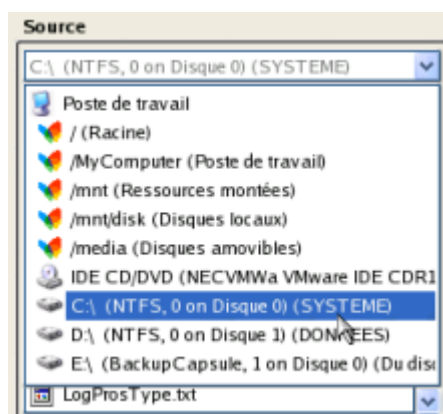 Source
C:\ (NTFS, 0 on Disque 0) (SYSTEME)
Poste de travail
/ (Racine)
/MyComputer (Poste de travail)
/mnt (Ressources montées)
/mnt/disk (Disques locaux)
/media (Disques amovibles)
IDE CD/DVD (NECVMWa VMware IDE CDR1
C:\ (NTFS, 0 on Disque 0) (SYSTEME)
D:\ (NTFS, 0 on Disque 1) (DONNEES)
E:\ (BackupCapsule, 1 on Disque 0) (Du disq
LogProsType.txt